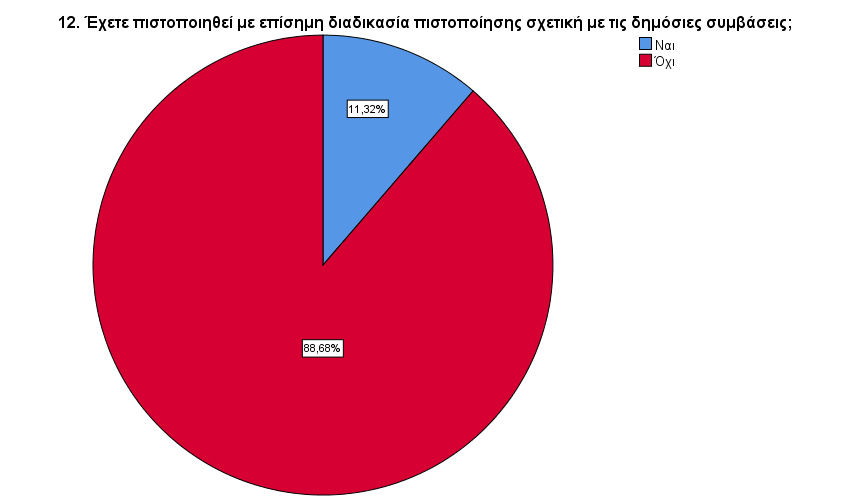 12. Έχετε πιστοποιηθεί με επίσημη διαδικασία πιστοποίησης σχετική με τις δημόσιες συμβάσεις;
Ναι
Όχι
11,32%
88,68%